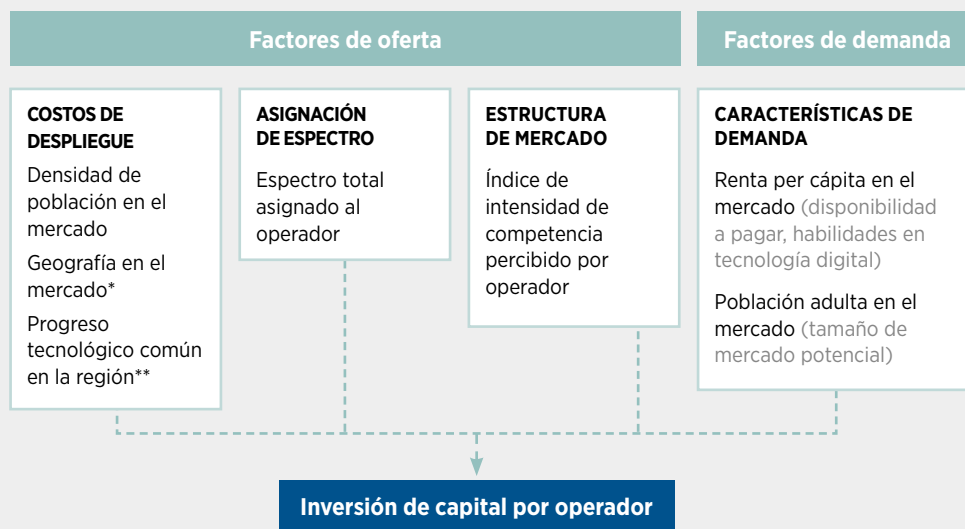 Factores de oferta
Factores de demanda
COSTOS DE
DESPLIEGUE
Densidad de
población en el
mercado
Geografía en el
mercado*
Progreso
tecnológico común
en la región**
ASIGNACIÓN
DE ESPECTRO
Espectro total
asignado al
operador
ESTRUCTURA
DE MERCADO
Índice de
intensidad de
competencia
percibido por
operador
CARACTERÍSTICAS DE
DEMANDA
Renta per cápita en el
mercado (disponibilidad
a pagar, habilidades en
tecnología digital)
Población adulta en el
mercado (tamaño de
mercado potencial)
Inversión de capital por operador